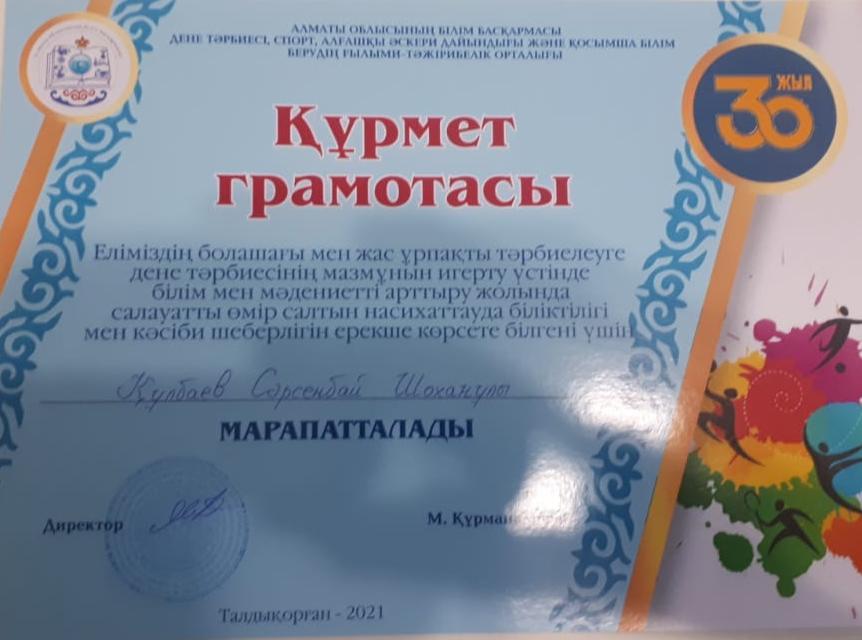 АЛМАТЫ ОБЛЫСЫНЫҢ БІЛІМ БАСҚАРМАСЫ
ДЕНЕ ТӘРБИЕСІ, СПОРТ, АЛҒАШҚЫ ӘСКЕРИ ДАЙЫНДЫҒЫ ЖӘНЕ ҚОСЫМША БІЛІМ
БЕРУДІҢ ҒЫЛЫМИ-ТӘЖІРИБЕЛІК ОРТАЛЫҒЫ
30 ЖЫЛ
Құрмет
грамотасы
Еліміздің болашағы мен жас ұрпақты тәрбиелеуге
дене тәрбиесінің мазмұнын игерту үстінде
білім мен мәдениетті арттыру жолында
салауатты өмір салтын насихаттауда біліктілігі
мен кәсіби шеберлігін ерекше көрсете білгені үшін
Құлбаев Сәрсенбай Шоханұлы
МАРАПАТТАЛАДЫ
Директор
М.
Талдықорған - 2021